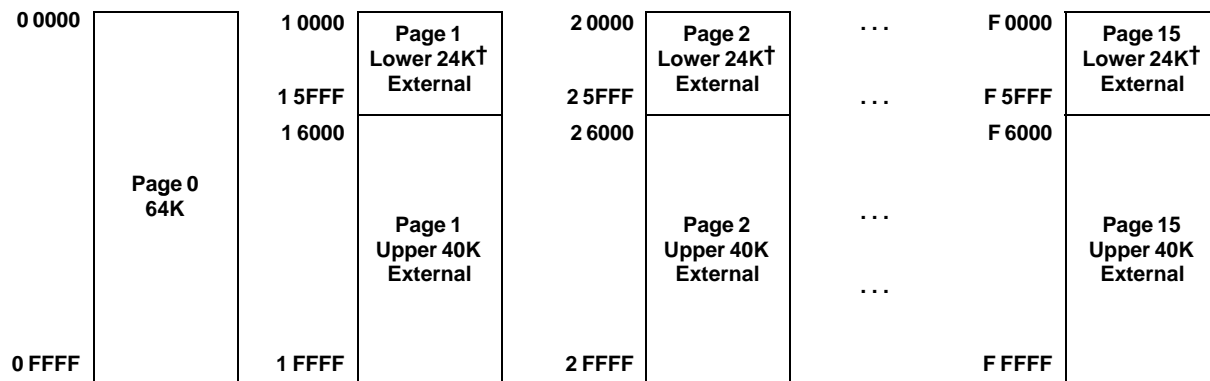 0 0000
Page 0
64K
0 FFFF
1 0000
Page 1
Lower 24K†
External
1 5FFF
1 6000
Page 1
Upper 40K
External
1 FFFF
2 0000
Page 2
Lower 24K†
External
2 5FFF
2 6000
Page 2
Upper 40K
External
2 FFFF
. . .
. . .
. . .
. . .
F 0000
Page 15
Lower 24K†
External
F 5FFF
F 6000
Page 15
Upper 40K
External
F FFFF